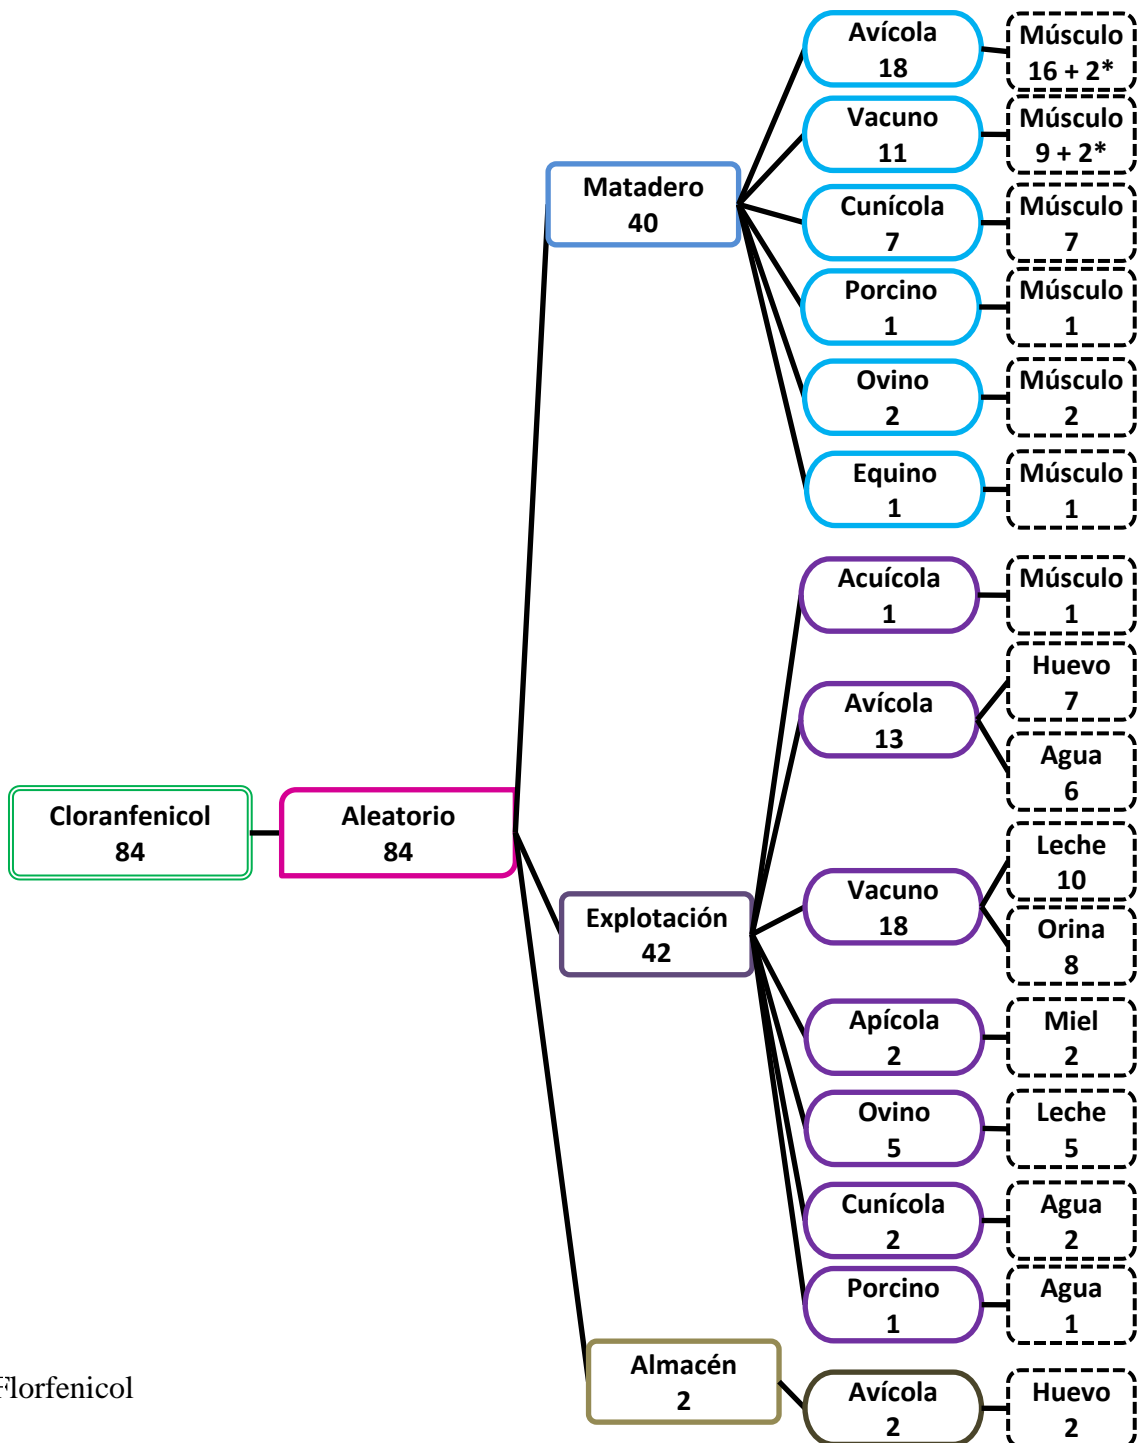 Cloranfenicol
84
Aleatorio
84
Matadero
40
Avícola
18
Músculo
16 + 2*
Vacuno
11
Músculo
9 + 2*
Cunícola
7
Músculo
7
Porcino
1
Músculo
1
Ovino
2
Músculo
2
Equino
1
Músculo
1
Explotación
42
Acuícola
1
Músculo
1
Avícola
13
Huevo
7
Agua
6
Vacuno
18
Leche
10
Orina
8
Apícola
2
Miel
2
Ovino
5
Leche
5
Cunícola
2
Agua
2
Porcino
1
Agua
1
Almacén
2
Avícola
2
Huevo
2
Florfenicol